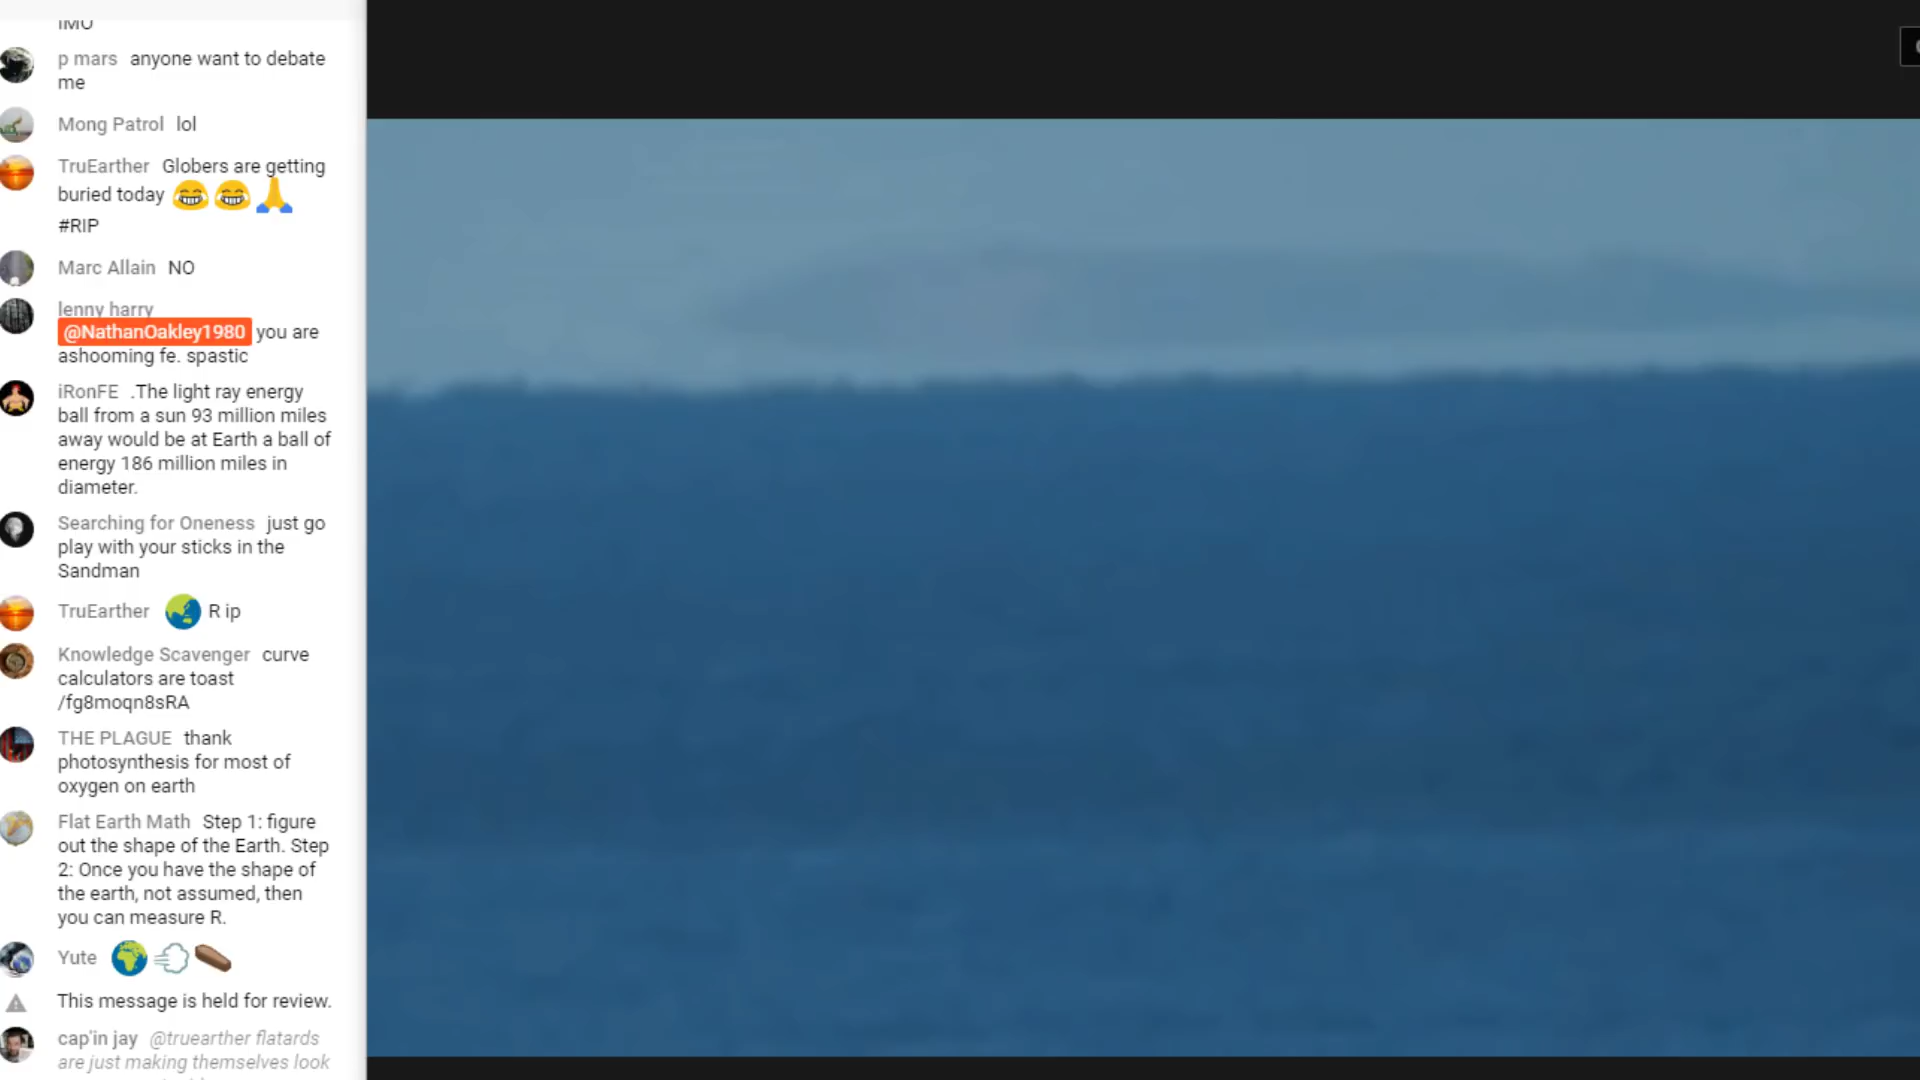 IMO
p mars anyone want to debate
me
Mong Patrol lol
TruEarther Globers are getting
buried today 😂😂🙏
#RIP
Marc Allain NO
lenny harry
@NathanOakley1980 you are
ashooming fe. spastic
iRonFE .The light ray energy
ball from a sun 93 million miles
away would be at Earth a ball of
energy 186 million miles in
diameter.
Searching for Oneness just go
play with your sticks in the
Sandman
TruEarther 🌏 R ip
Knowledge Scavenger curve
calculators are toast
/fg8moqn8sRA
THE PLAGUE thank
photosynthesis for most of
oxygen on earth
Flat Earth Math Step 1: figure
out the shape of the Earth. Step
2: Once you have the shape of
the earth, not assumed, then
you can measure R.
Yute 🌍💨⚰️
This message is held for review.
cap'in jay @truearther flatards
are just making themselves look